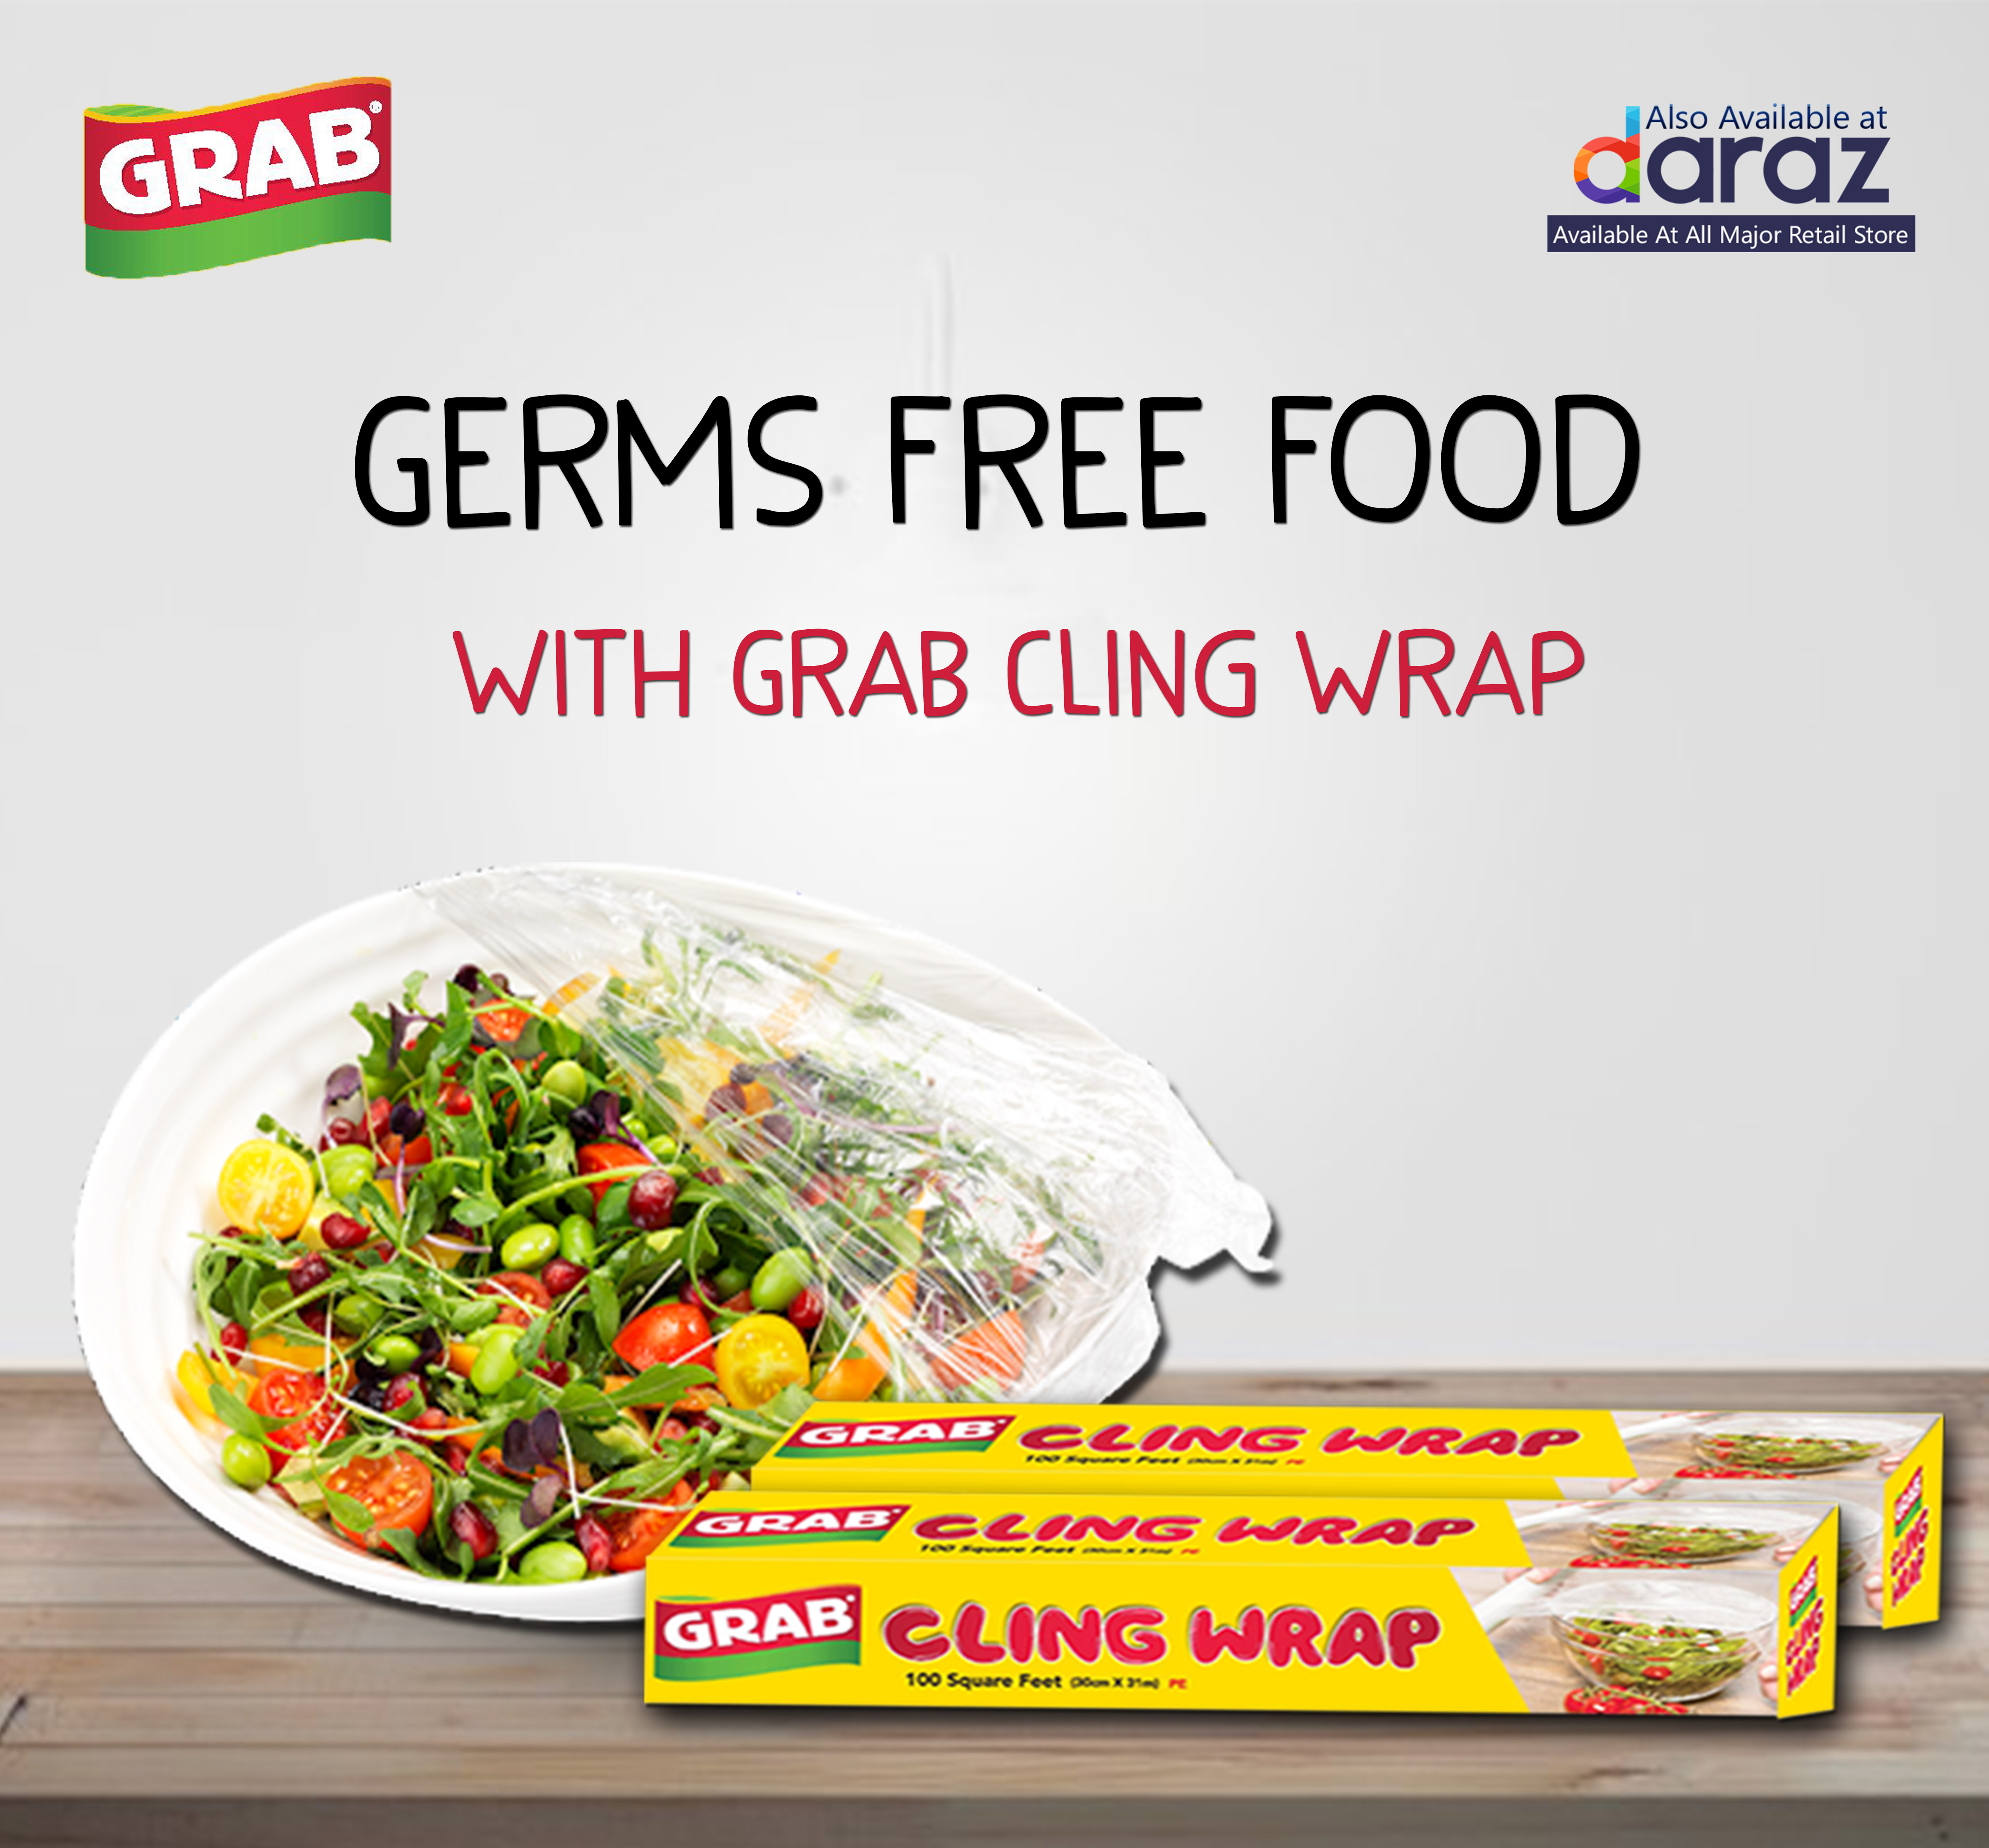 GRAB®
Also Available at
daraz
Available At All Major Retail Store
GERMS FREE FOOD
WITH GRAB CLING WRAP
GRAB® CLING WRAP
100 Square Feet (30cm X 31m) PE
GRAB
CLING
WRAP
GRAB® CLING WRAP
100 Square Feet (30cm X 31m) PE
GRAB® CLING WRAP
100 Square Feet (30cm X 31m) PE
GRAB
CLING
WRAP